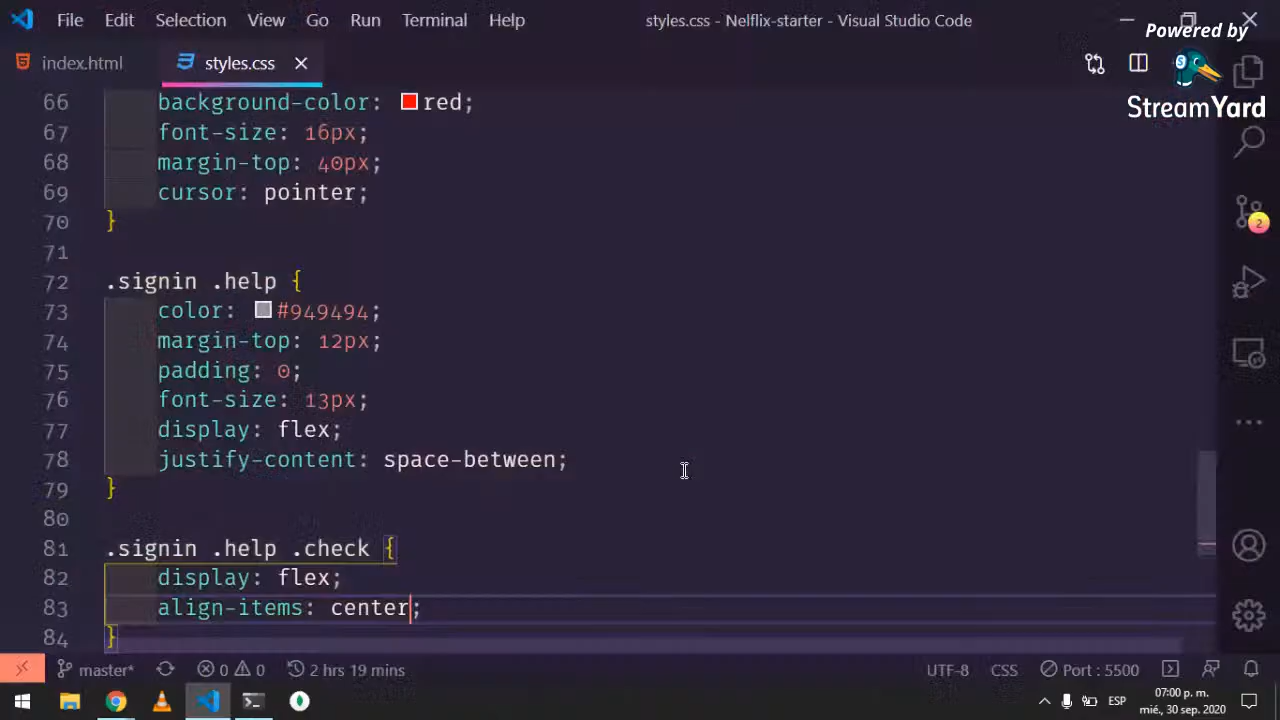 File Edit Selection View Go Run Terminal Help styles.css - Nelflix-starter - Visual Studio Code
Powered by
StreamYard
index.html styles.css
66 background-color: red;
67 font-size: 16px;
68 margin-top: 40px;
69 cursor: pointer;
70 }
71
72 .signin .help {
73 color: #949494;
74 margin-top: 12px;
75 padding: 0;
76 font-size: 13px;
77 display: flex;
78 justify-content: space-between;
79 }
80
81 .signin .help .check {
82 display: flex;
83 align-items: center;
84 }
2
master* 0 0 2 hrs 19 mins UTF-8 CSS Port : 5500
ESP 07:00 p. m.
mié., 30 sep. 2020